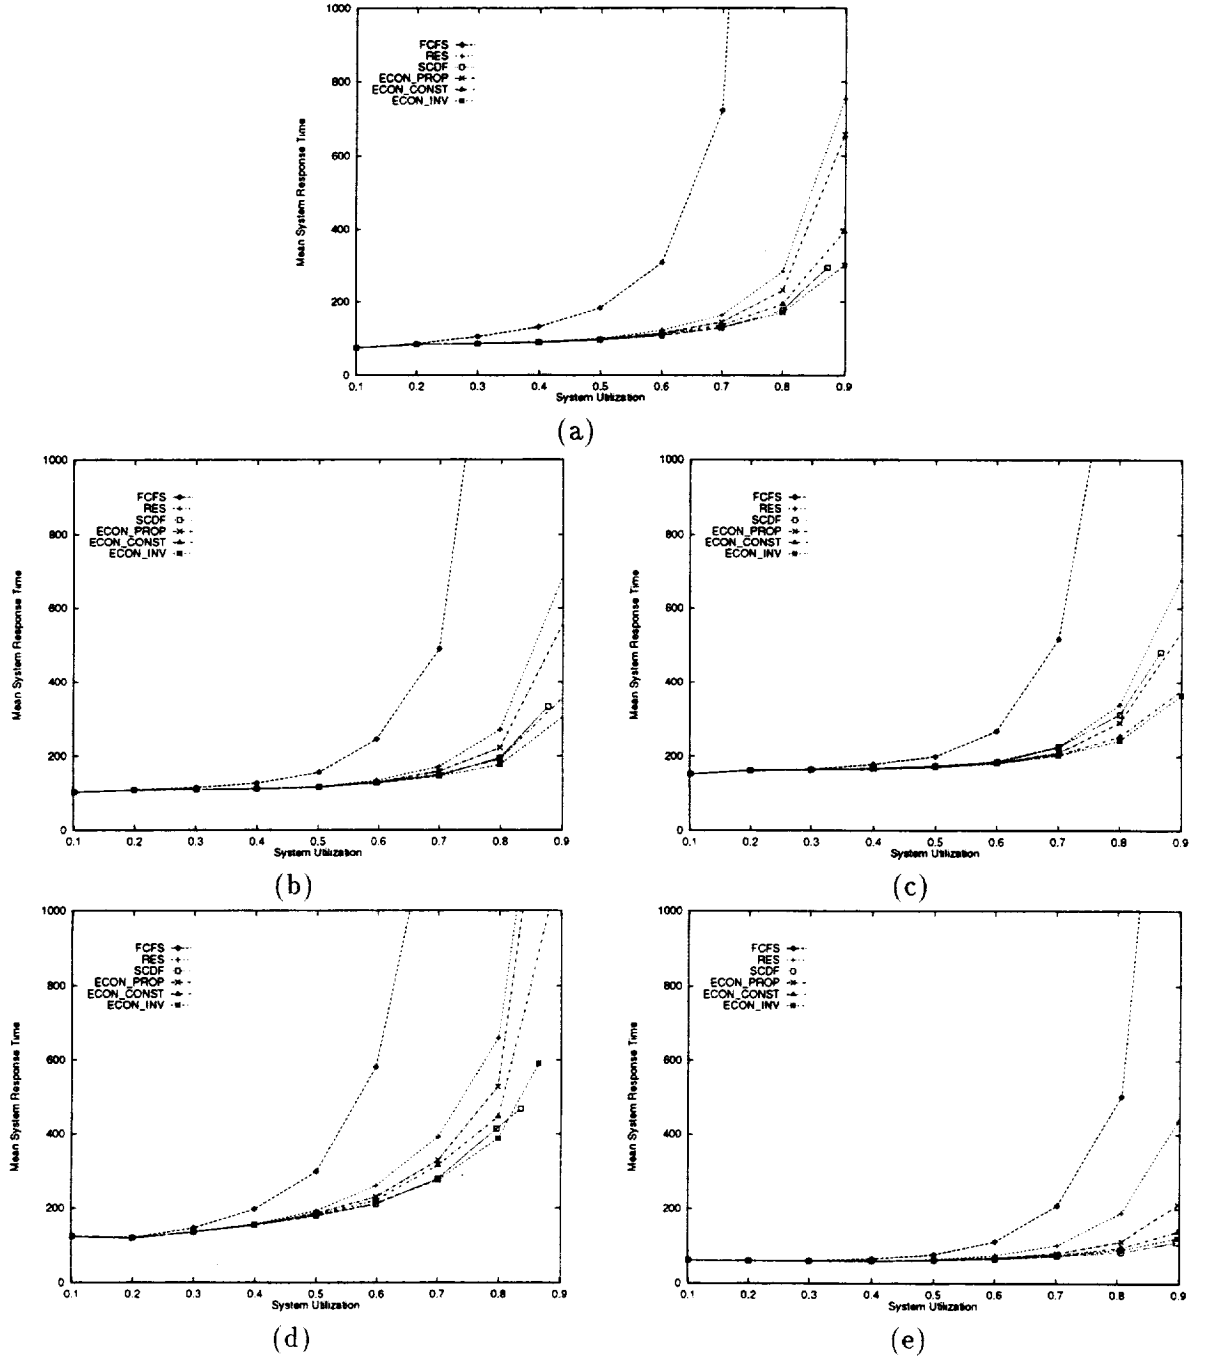 1000
800
600
400
200
0
Mean System Response Time
FCFS
RES
SCDF
ECON_PROP
ECON_CONST
ECON_INV
0.1 0.2 0.3 0.4 0.5 0.6 0.7 0.8 0.9
System Utilization
(a)
1000
800
600
400
200
0
Mean System Response Time
FCFS
RES
SCDF
ECON_PROP
ECON_CONST
ECON_INV
0.1 0.2 0.3 0.4 0.5 0.6 0.7 0.8 0.9
System Utilization
(b)
1000
800
600
400
200
0
Mean System Response Time
FCFS
RES
SCDF
ECON_PROP
ECON_CONST
ECON_INV
0.1 0.2 0.3 0.4 0.5 0.6 0.7 0.8 0.9
System Utilization
(c)
1000
800
600
400
200
0
Mean System Response Time
FCFS
RES
SCDF
ECON_PROP
ECON_CONST
ECON_INV
0.1 0.2 0.3 0.4 0.5 0.6 0.7 0.8 0.9
System Utilization
(d)
1000
800
600
400
200
0
Mean System Response Time
FCFS
RES
SCDF
ECON_PROP
ECON_CONST
ECON_INV
0.1 0.2 0.3 0.4 0.5 0.6 0.7 0.8 0.9
System Utilization
(e)